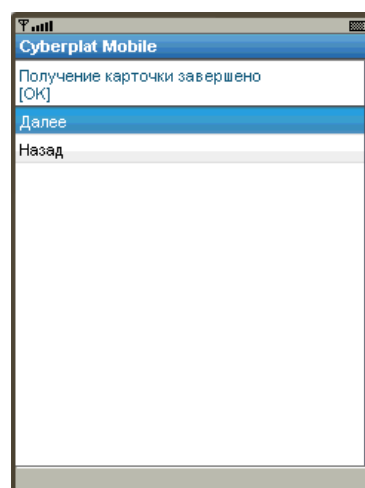 Cyberplat Mobile
Получение карточки завершено
[OK]
Далее
Назад